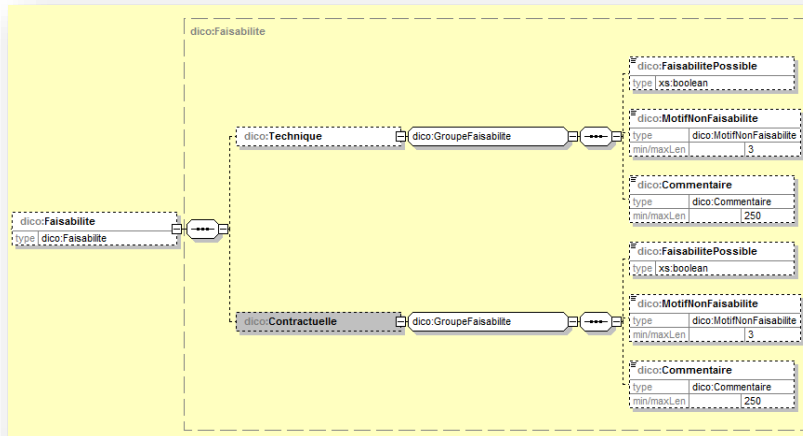 dico:Faisabilite
dico:FaisabilitePossible
type xs:boolean
dico:MotifNonFaisabilite
type dico:MotifNonFaisabilite
min/maxLen 3
dico:Technique
dico:GroupeFaisabilite
dico:Commentaire
type dico:Commentaire
min/maxLen 250
dico:Faisabilite
type dico:Faisabilite
dico:FaisabilitePossible
type xs:boolean
dico:MotifNonFaisabilite
type dico:MotifNonFaisabilite
min/maxLen 3
dico:Contractuelle
dico:GroupeFaisabilite
dico:Commentaire
type dico:Commentaire
min/maxLen 250